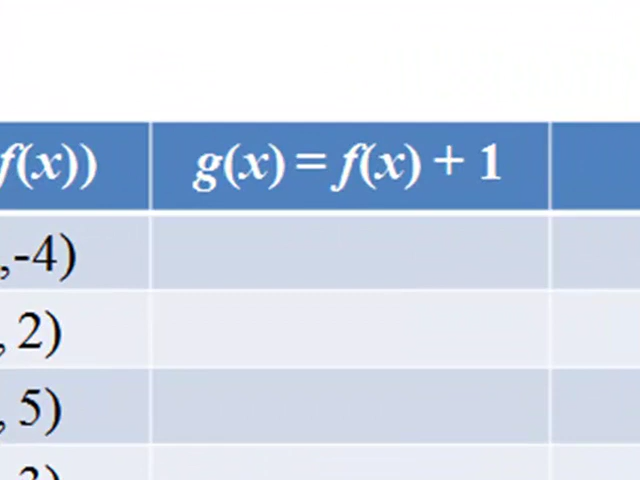 f(x)) g(x) = f(x) + 1
,-4)
, 2)
, 5)